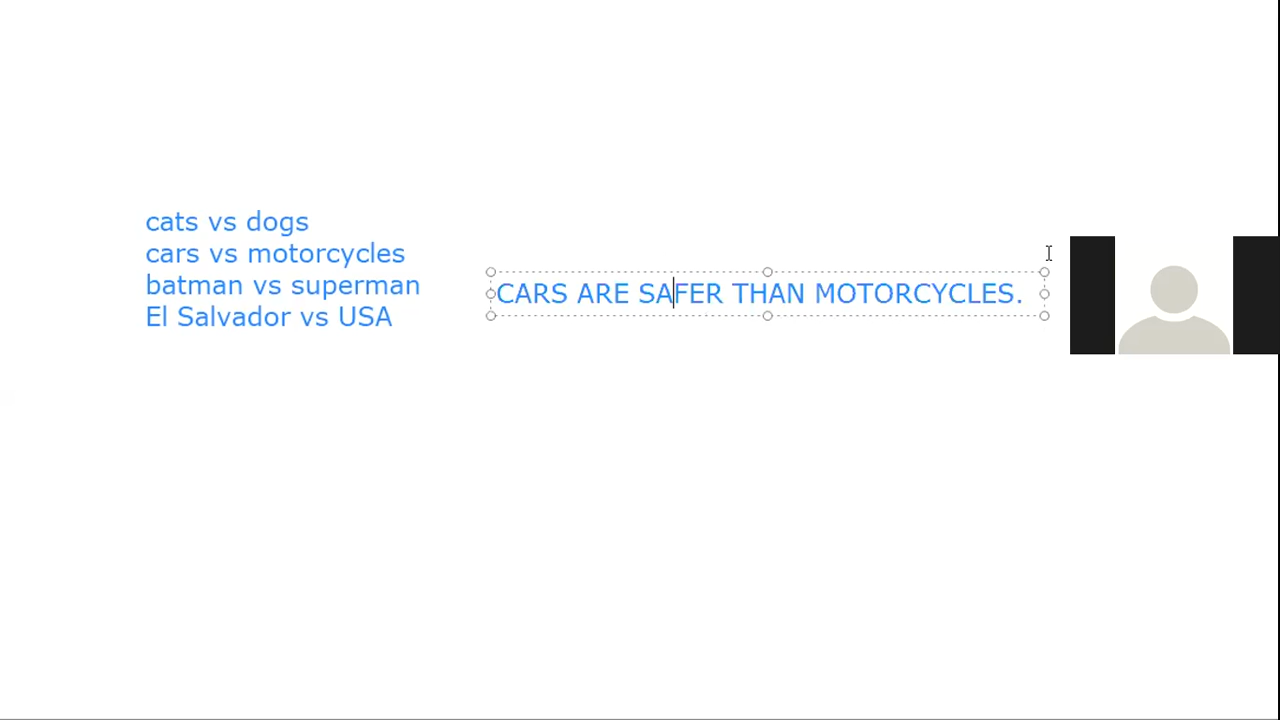 cats vs dogs
cars vs motorcycles
batman vs superman
El Salvador vs USA
CARS ARE SAFER THAN MOTORCYCLES.